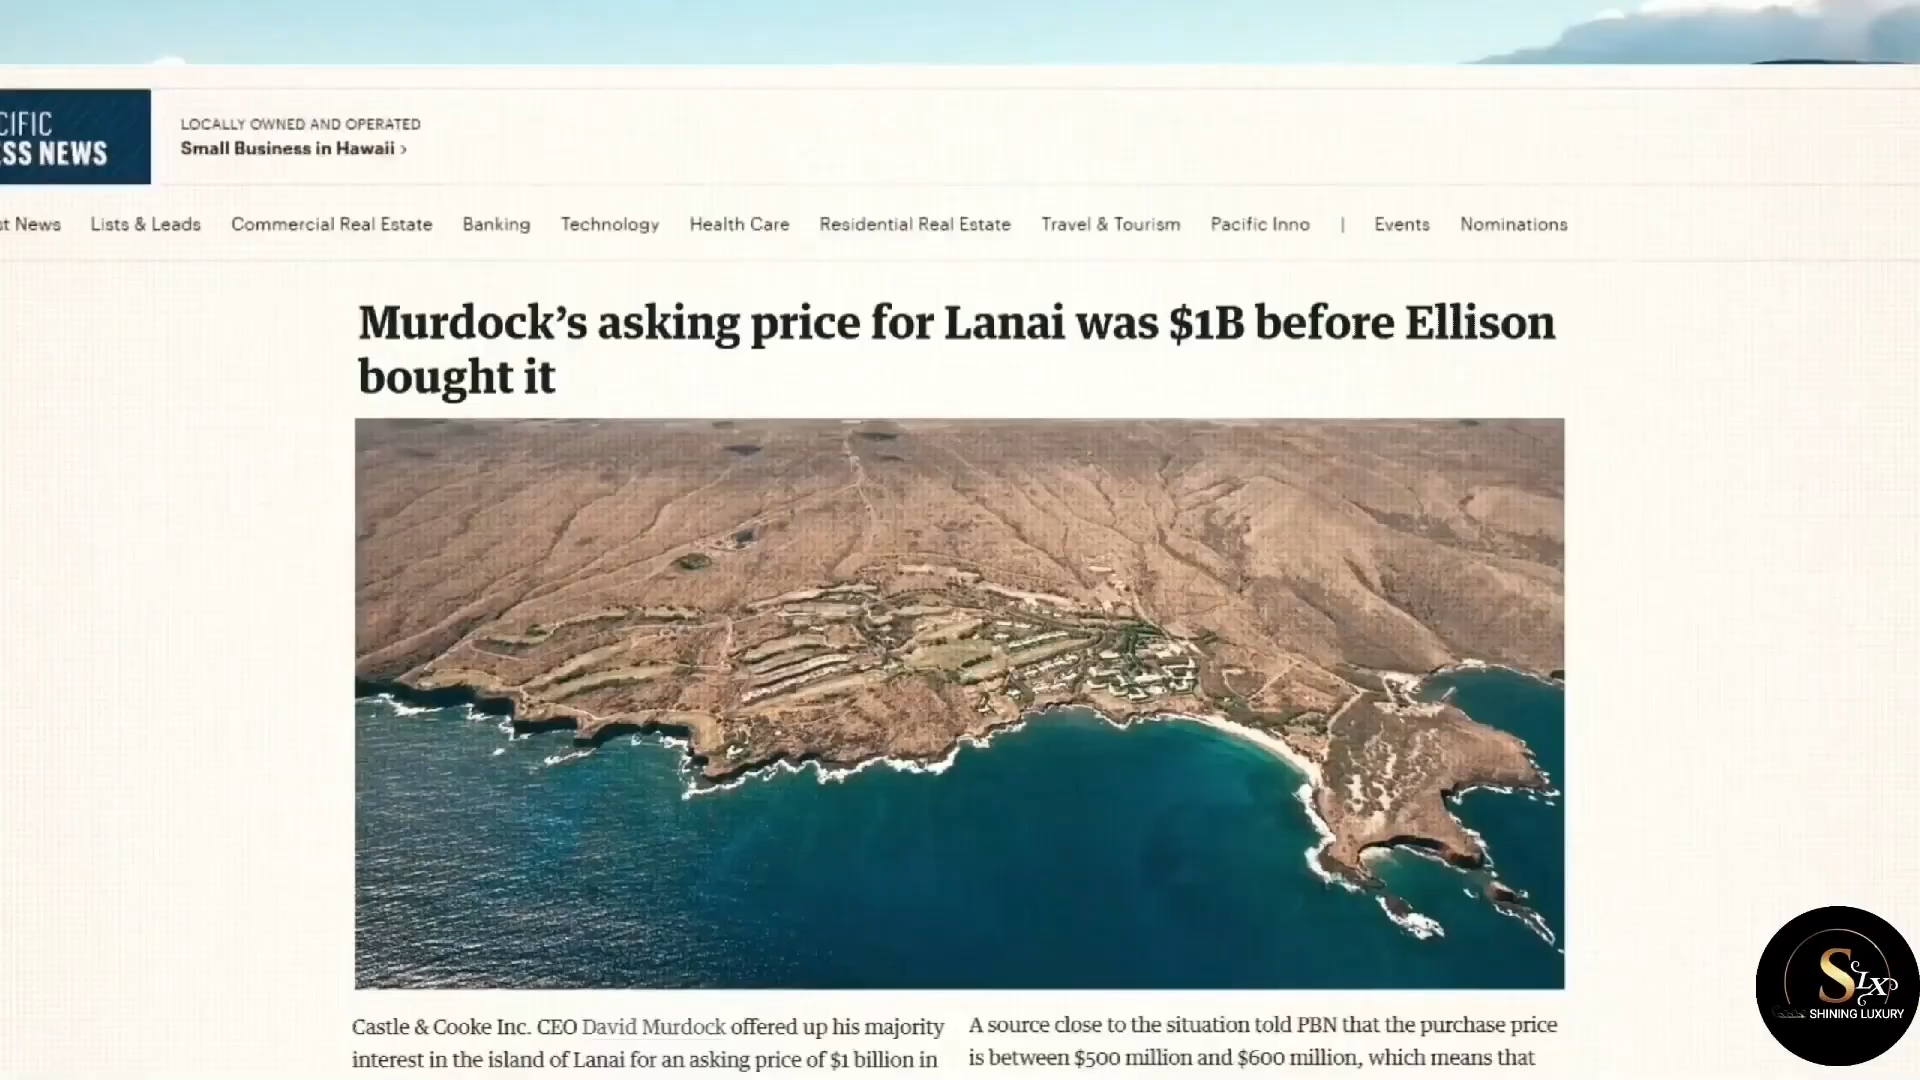 CIFIC
SS NEWS
LOCALLY OWNED AND OPERATED
Small Business in Hawaii ›
st News Lists & Leads Commercial Real Estate Banking Technology Health Care Residential Real Estate Travel & Tourism Pacific Inno | Events Nominations
Murdock's asking price for Lanai was $1B before Ellison
bought it
Castle & Cooke Inc. CEO David Murdock offered up his majority
interest in the island of Lanai for an asking price of $1 billion in
A source close to the situation told PBN that the purchase price
is between $500 million and $600 million, which means that
SLX
SHINING LUXURY